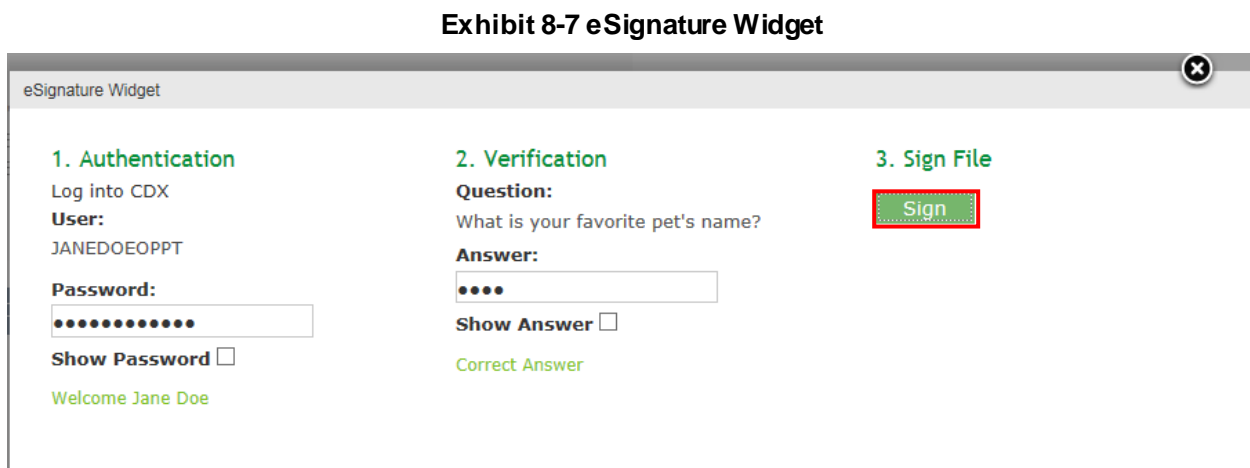 Exhibit 8-7 eSignature Widget
eSignature Widget
1. Authentication
Log into CDX
User:
JANEDOEOPPT
Password:
●●●●●●●●●●●●
Show Password
Welcome Jane Doe
2. Verification
Question:
What is your favorite pet's name?
Answer:
●●●●
Show Answer
Correct Answer
3. Sign File
Sign